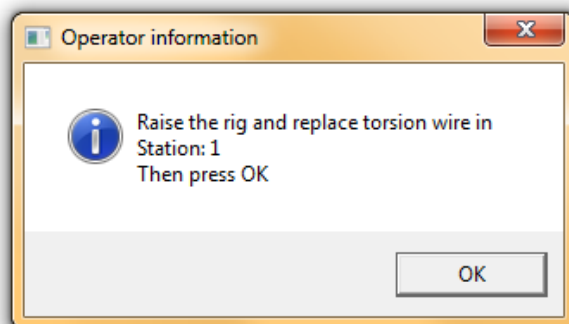 Operator information
Raise the rig and replace torsion wire in
Station: 1
Then press OK
OK